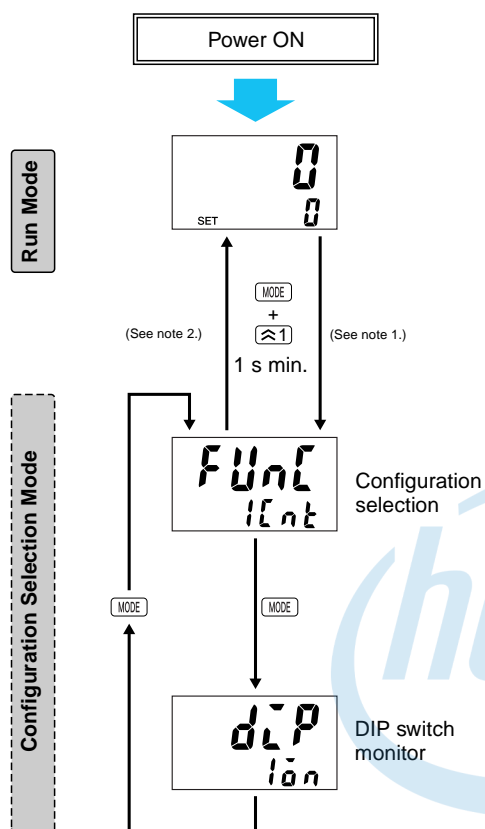 Power ON
Run Mode
0
SET 0
MODE
+
1
(See note 2.)
(See note 1.)
1 s min.
Configuration Selection Mode
FUnC
1Cnt
Configuration
selection
MODE
MODE
diP
1on
DIP switch
monitor